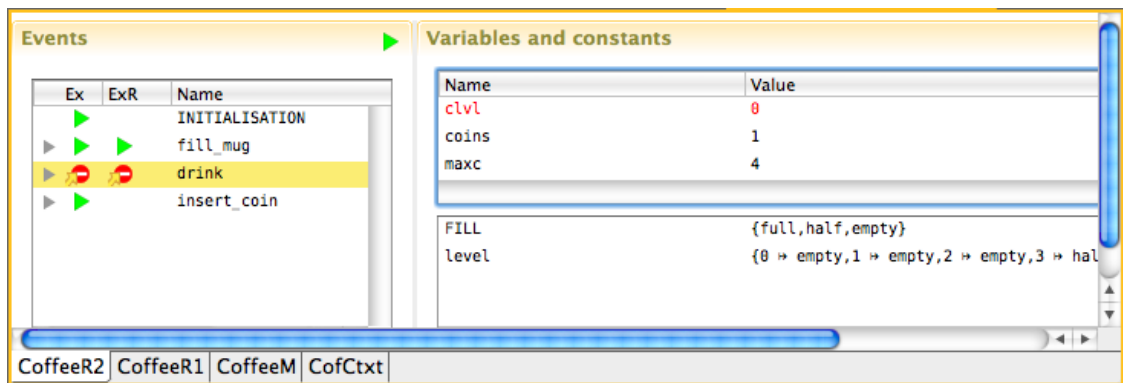 Events
Ex ExR Name
INITIALISATION
fill_mug
drink
insert_coin
Variables and constants
Name Value
clvl 0
coins 1
maxc 4
FILL {full,half,empty}
level {0 ↦ empty,1 ↦ empty,2 ↦ empty,3 ↦ hal
CoffeeR2 CoffeeR1 CoffeeM CofCtxt